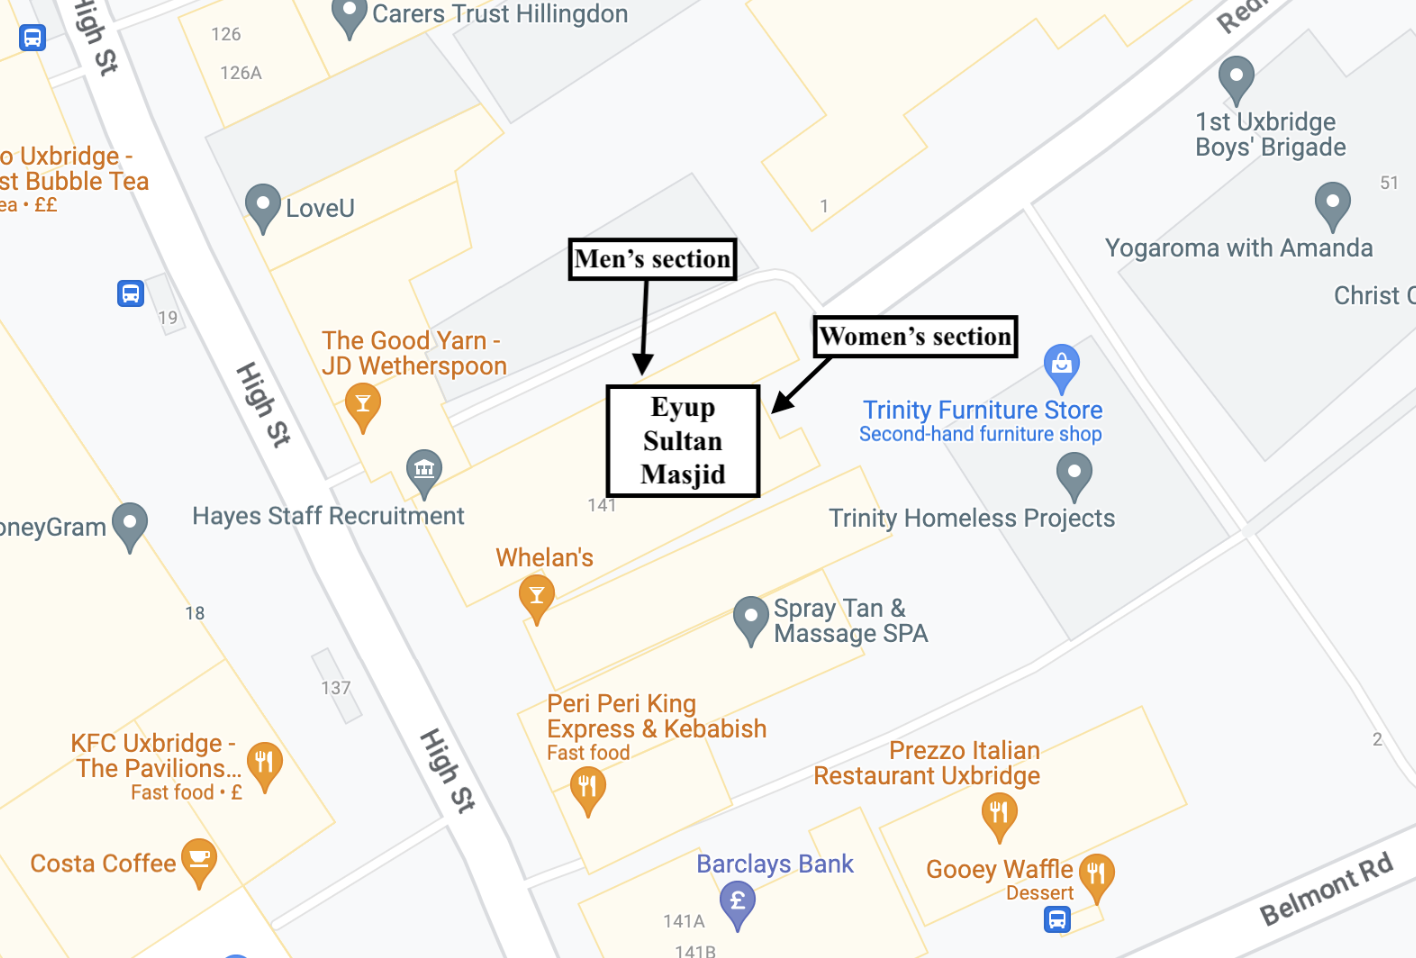 High St
Carers Trust Hillingdon
126
126A
1st Uxbridge
Boys' Brigade
o Uxbridge -
st Bubble Tea
ea • ££
LoveU
1
51
Yogaroma with Amanda
Men's section
Christ C
19
The Good Yarn -
JD Wetherspoon
Women's section
High St
Eyup
Sultan
Masjid
Trinity Furniture Store
Second-hand furniture shop
Hayes Staff Recruitment
141
Trinity Homeless Projects
oneyGram
Whelan's
18
Spray Tan &
Massage SPA
137
Peri Peri King
Express & Kebabish
Fast food
High St
KFC Uxbridge -
The Pavilions...
Fast food • £
Prezzo Italian
Restaurant Uxbridge
2
Costa Coffee
Barclays Bank
£
Gooey Waffle
Dessert
Belmont Rd
141A
141B